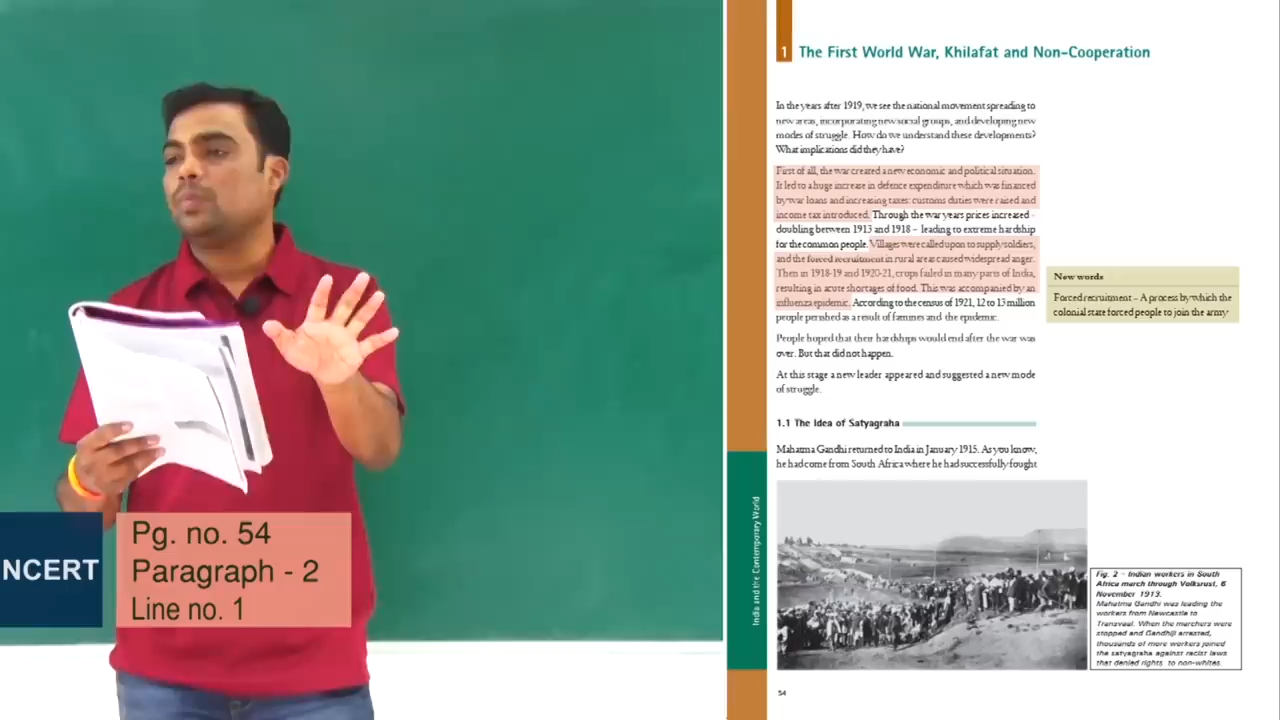 1 The First World War, Khilafat and Non-Cooperation
In the years after 1919, we see the national movement spreading to
new areas, incorporating new social groups, and developing new
modes of struggle. How do we understand these developments?
What implications did they have?
First of all, the war created a new economic and political situation.
It led to a huge increase in defence expenditure which was financed
by war loans and increasing taxes: customs duties were raised and
income tax introduced. Through the war years prices increased -
doubling between 1913 and 1918 – leading to extreme hardship
for the common people. Villages were called upon to supply soldiers,
and the forced recruitment in rural areas caused widespread anger.
Then in 1918-19 and 1920-21, crops failed in many parts of India,
resulting in acute shortages of food. This was accompanied by an
influenza epidemic. According to the census of 1921, 12 to 13 million
people perished as a result of famines and the epidemic.
People hoped that their hardships would end after the war was
over. But that did not happen.
At this stage a new leader appeared and suggested a new mode
of struggle.
1.1 The Idea of Satyagraha
Mahatma Gandhi returned to India in January 1915. As you know,
he had come from South Africa where he had successfully fought
New words
Forced recruitment – A process by which the
colonial state forced people to join the army
Fig. 2 – Indian workers in South
Africa march through Volksrust, 6
November 1913.
Mahatma Gandhi was leading the
workers from Newcastle to
Transvaal. When the marchers were
stopped and Gandhiji arrested,
thousands of more workers joined
the satyagraha against racist laws
that denied rights to non-whites.
India and the Contemporary World
54
NCERT
Pg. no. 54
Paragraph - 2
Line no. 1